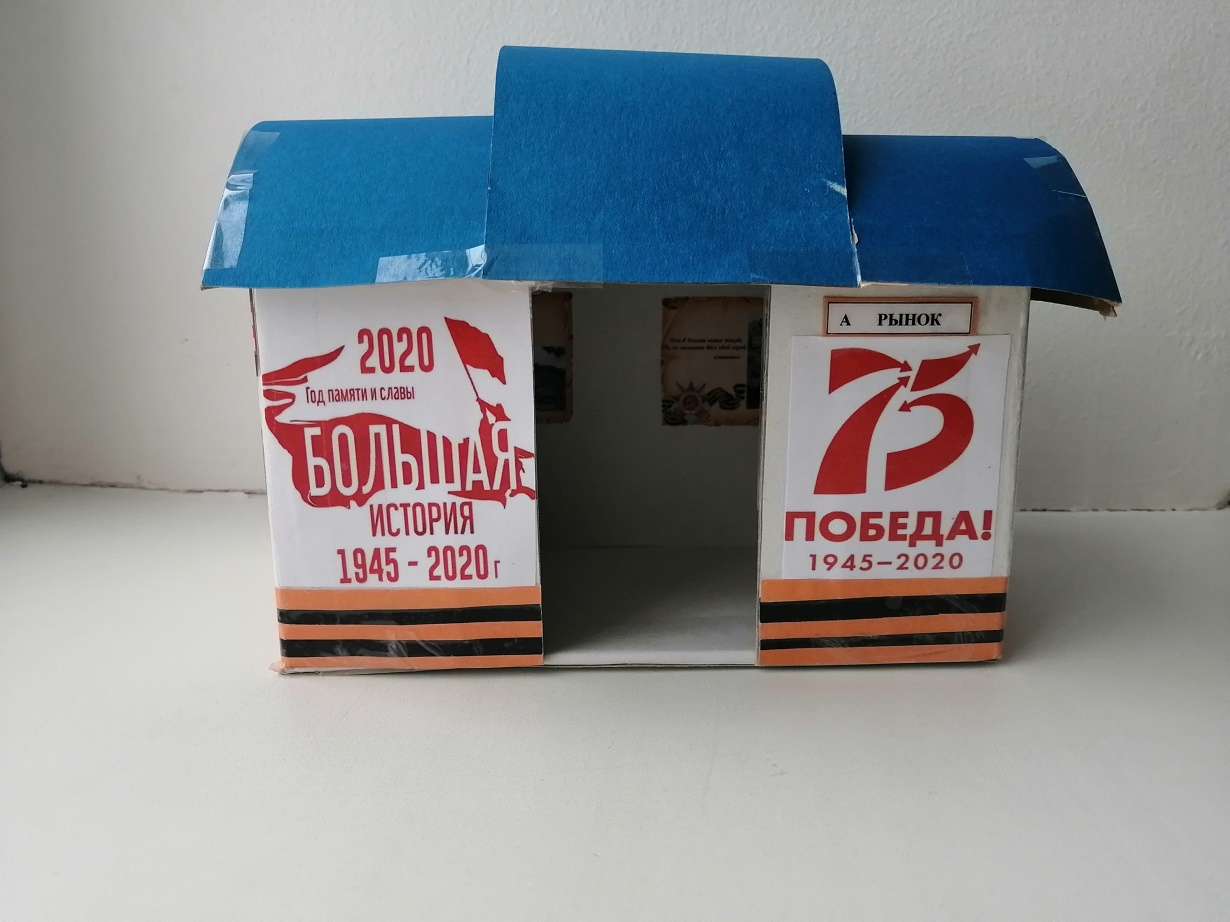 2020
Год памяти и славы
БОЛЬШАЯ
ИСТОРИЯ
1945 - 2020 г
А РЫНОК
75
ПОБЕДА!
1945–2020